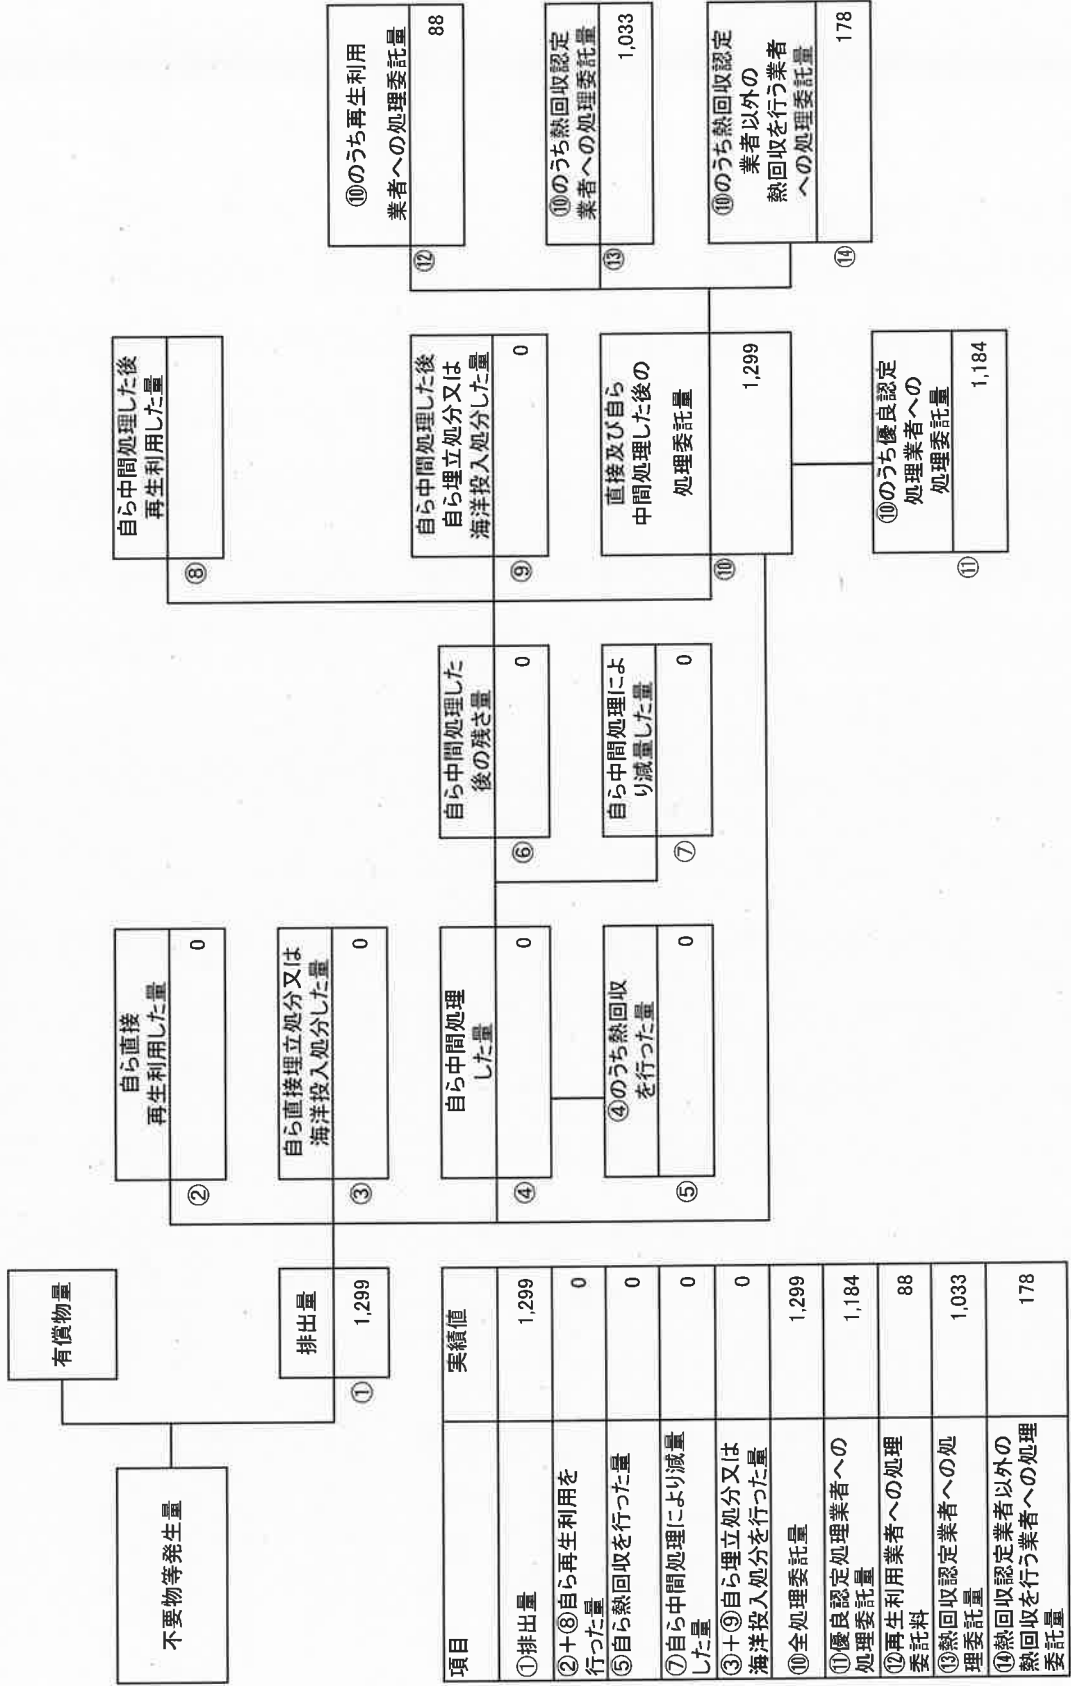 不要物等発生量
有償物量
排出量
① 1,299
自ら直接
再生利用した量
② 0
自ら直接埋立処分又は
海洋投入処分した量
③ 0
自ら中間処理
した量
④ 0
④のうち熱回収
を行った量
⑤ 0
自ら中間処理した
後の残さ量
⑥ 0
自ら中間処理によ
り減量した量
⑦ 0
自ら中間処理した後
再生利用した量
⑧
自ら中間処理した後
自ら埋立処分又は
海洋投入処分した量
⑨ 0
直接及び自ら
中間処理した後の
処理委託量
⑩ 1,299
⑩のうち優良認定
処理業者への
処理委託量
⑪ 1,184
⑩のうち再生利用
業者への処理委託量
⑫ 88
⑩のうち熱回収認定
業者への処理委託量
⑬ 1,033
⑩のうち熱回収認定
業者以外の
熱回収を行う業者
への処理委託量
⑭ 178
項目 実績値
①排出量 1,299
②+⑧自ら再生利用を
行った量 0
⑤自ら熱回収を行った量 0
⑦自ら中間処理により減量
した量 0
③+⑨自ら埋立処分又は
海洋投入処分を行った量 0
⑩全処理委託量 1,299
⑪優良認定処理業者への
処理委託量 1,184
⑫再生利用業者への処理
委託料 88
⑬熱回収認定業者への処
理委託量 1,033
⑭熱回収認定業者以外の
熱回収を行う業者への処理
委託量 178